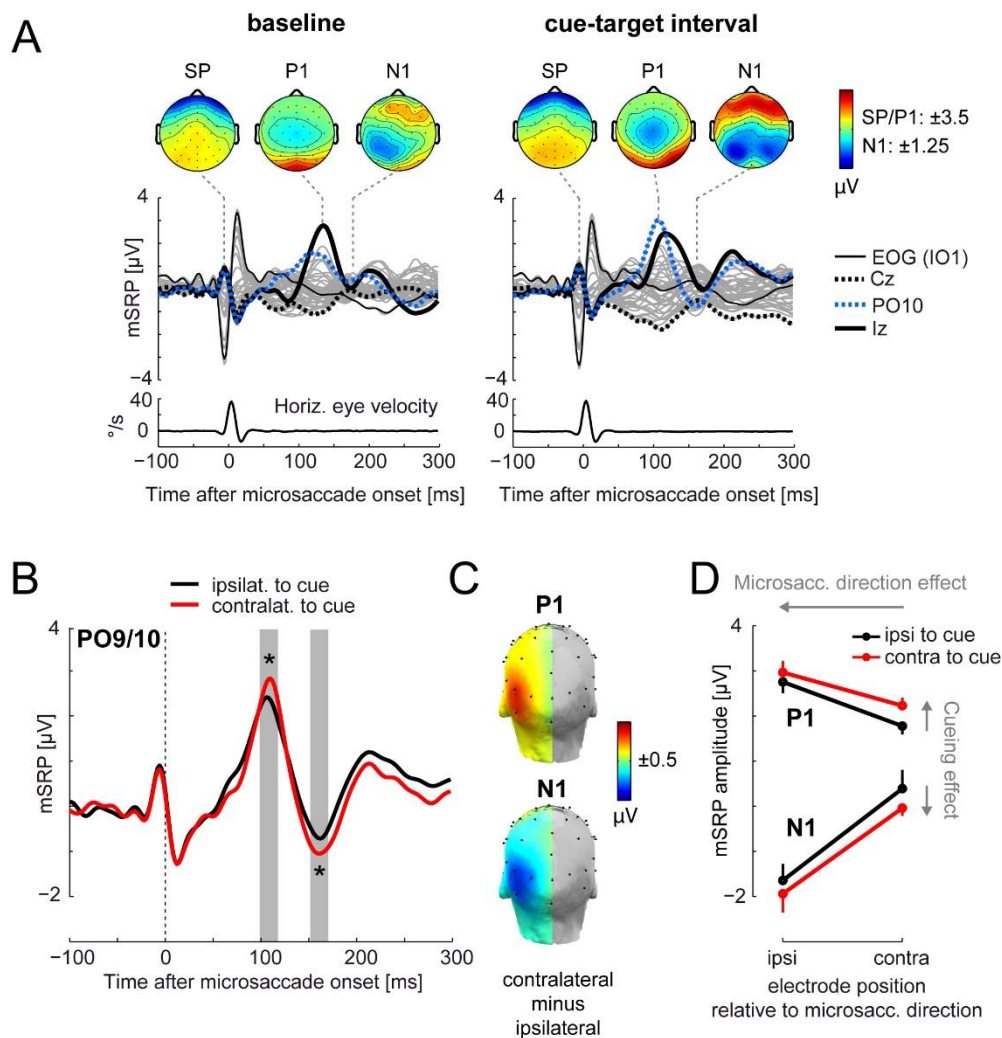 A
baseline
cue-target interval
SP
P1
N1
SP
P1
N1
SP/P1: ±3.5
N1: ±1.25
µV
4
mSRP [µV]
−4
EOG (IO1)
Cz
PO10
Iz
40
0
°/s
Horiz. eye velocity
−100
0
100
200
300
Time after microsaccade onset [ms]
−100
0
100
200
300
Time after microsaccade onset [ms]
B
ipsilat. to cue
contralat. to cue
PO9/10
4
mSRP [µV]
−2
*
*
−100
0
100
200
300
Time after microsaccade onset [ms]
C
P1
±0.5
µV
N1
contralateral
minus
ipsilateral
D
Microsacc. direction effect
4
ipsi to cue
contra to cue
mSRP amplitude [µV]
P1
N1
Cueing effect
−2
ipsi
contra
electrode position
relative to microsacc. direction